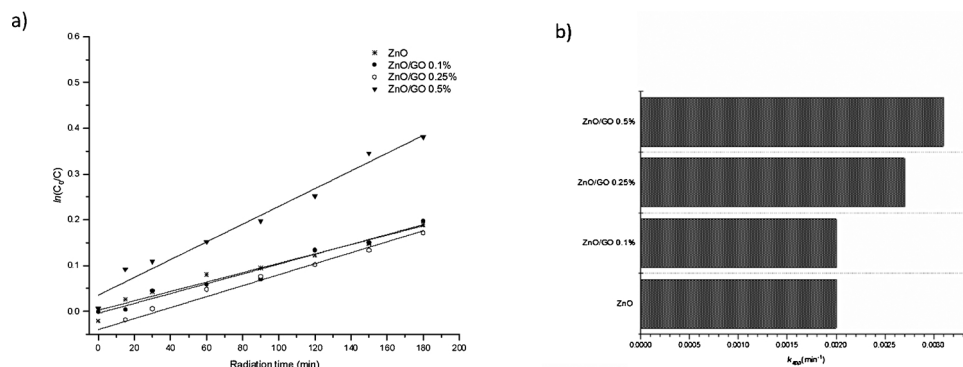 a)
ln(C₀/C)
0.6
0.5
0.4
0.3
0.2
0.1
0.0
0 20 40 60 80 100 120 140 160 180 200
Radiation time (min)
ZnO
ZnO/GO 0.1%
ZnO/GO 0.25%
ZnO/GO 0.5%
b)
ZnO/GO 0.5%
ZnO/GO 0.25%
ZnO/GO 0.1%
ZnO
0.0000 0.0005 0.0010 0.0015 0.0020 0.0025 0.0030
(min⁻¹)